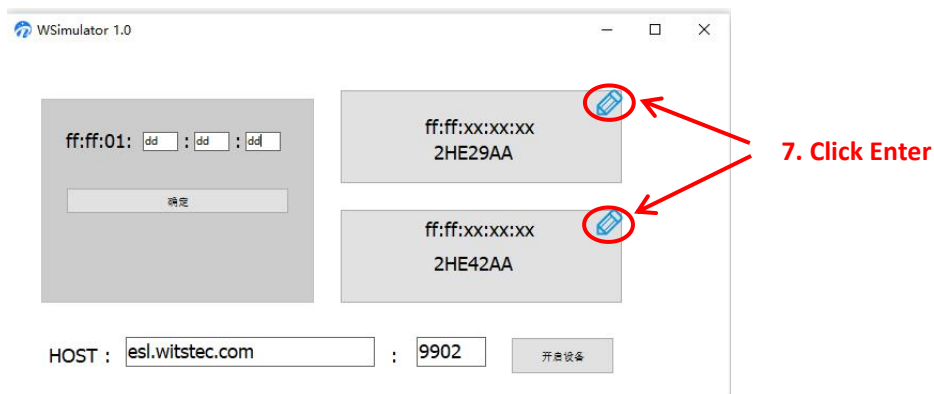 WSimulator 1.0
ff:ff:01: dd : dd : dd
确定
ff:ff:xx:xx:xx
2HE29AA
7. Click Enter
ff:ff:xx:xx:xx
2HE42AA
HOST : esl.witstec.com : 9902 开启设备